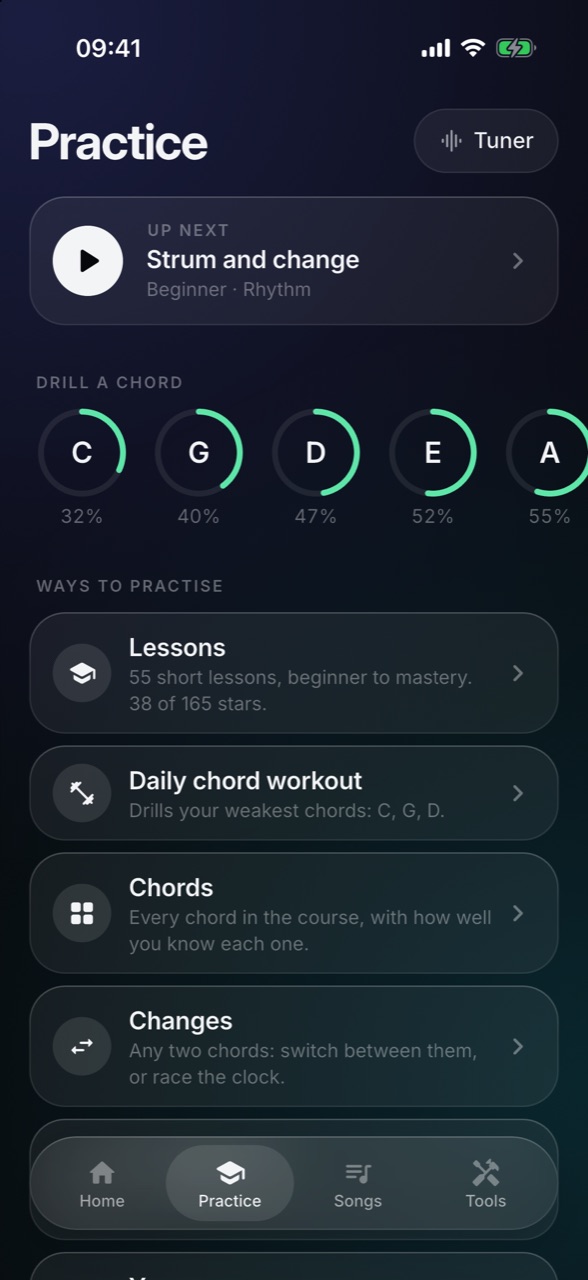 09:41
Practice
Tuner
UP NEXT
Strum and change
Beginner · Rhythm
DRILL A CHORD
C G D E A
32% 40% 47% 52% 55%
WAYS TO PRACTISE
Lessons
55 short lessons, beginner to mastery.
38 of 165 stars.
Daily chord workout
Drills your weakest chords: C, G, D.
Chords
Every chord in the course, with how well
you know each one.
Changes
Any two chords: switch between them,
or race the clock.
Home Practice Songs Tools